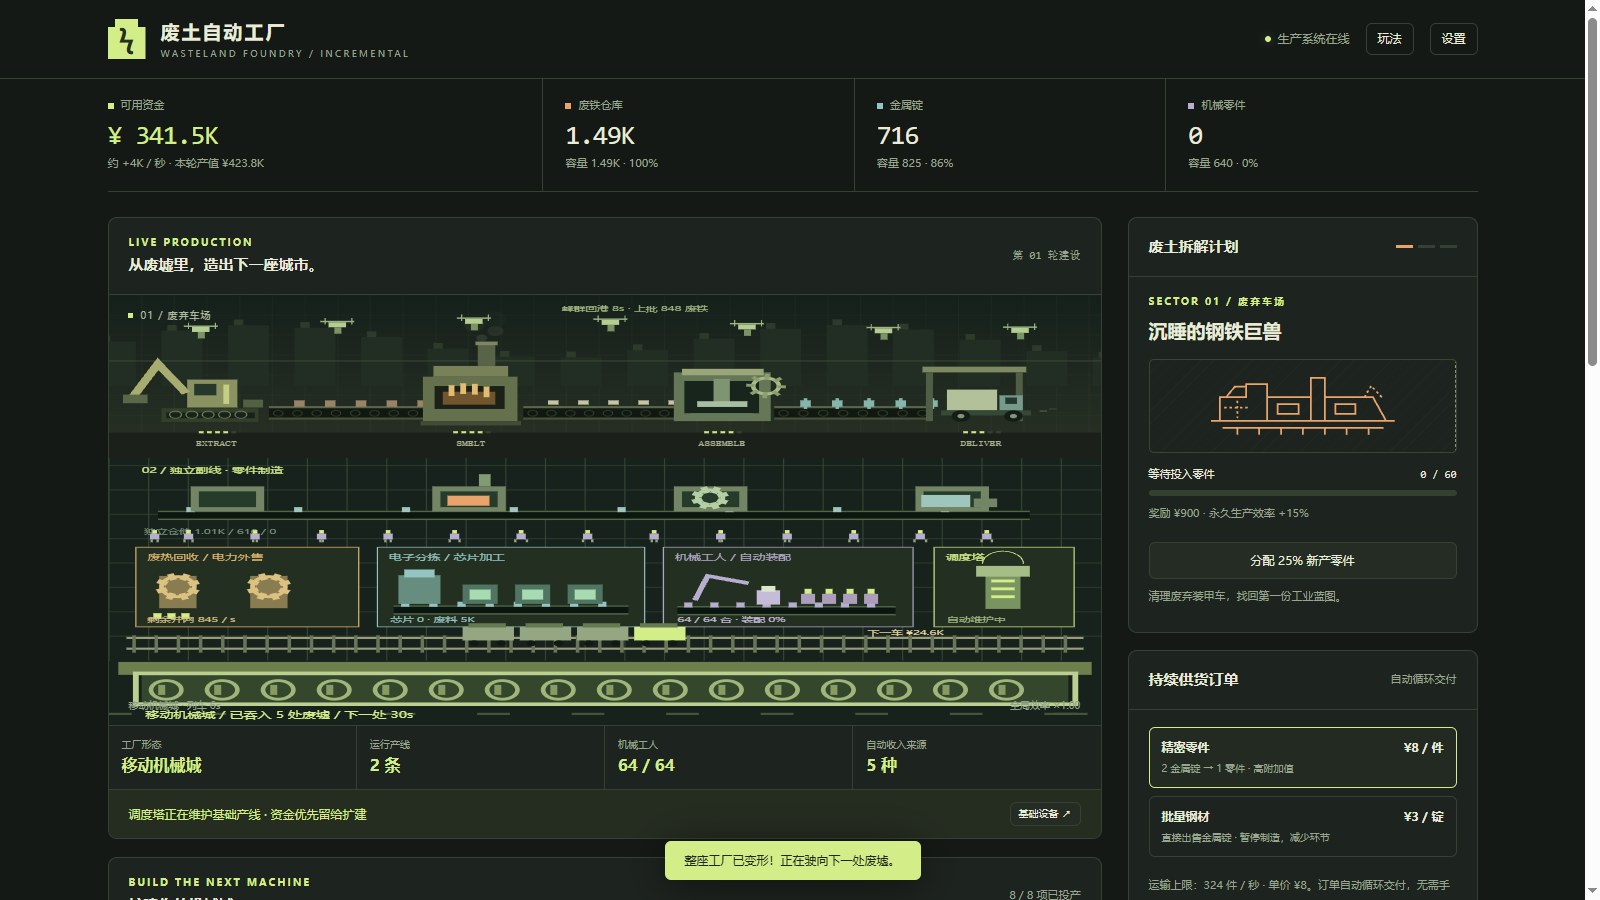 废土自动工厂
WASTELAND FOUNDRY / INCREMENTAL
生产系统在线
玩法
设置
可用资金
¥ 341.5K
约 +4K / 秒 · 本轮产值 ¥423.8K
废铁仓库
1.49K
容量 1.49K · 100%
金属锭
716
容量 825 · 86%
机械零件
0
容量 640 · 0%
LIVE PRODUCTION
从废墟里，造出下一座城市。
第 01 轮建设
01 / 废弃车场
蜂群回港 8s · 上批 848 废铁
EXTRACT
SMELT
ASSEMBLE
DELIVER
02 / 独立副线 · 零件制造
废热回收 / 电力外售
845 / s
电子分拣 / 芯片加工
芯片 0 · 废料 5K
机械工人 / 自动装配
64 / 64 台 · 装配 0%
调度塔
自动维护中
下一车 ¥24.6K
移动机械城 / 已吞入 5 处废墟 / 下一处 30s
工厂形态
移动机械城
运行产线
2 条
机械工人
64 / 64
自动收入来源
5 种
调度塔正在维护基础产线 · 资金优先留给扩建
基础设备 ↗
BUILD THE NEXT MACHINE
8 / 8 项已投产
整座工厂已变形！正在驶向下一处废墟。
废土拆解计划
SECTOR 01 / 废弃车场
沉睡的钢铁巨兽
等待投入零件
0 / 60
奖励 ¥900 · 永久生产效率 +15%
分配 25% 新产零件
清理废弃装甲车，找回第一份工业蓝图。
持续供货订单
自动循环交付
精密零件
¥8 / 件
2 金属锭 → 1 零件 · 高附加值
批量钢材
¥3 / 锭
直接出售金属锭 · 暂停制造，减少环节
运输上限：324 件 / 秒 · 单价 ¥8。订单自动循环交付，无需手